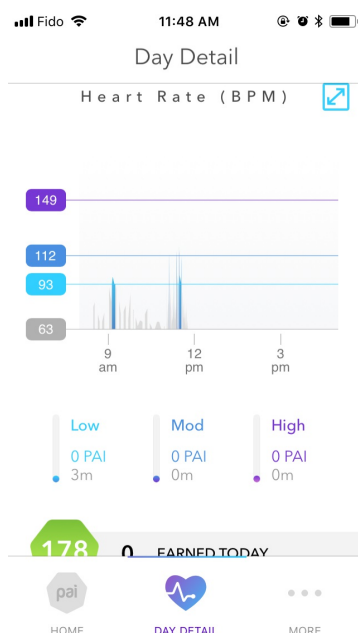 Fido 11:48 AM
Day Detail
Heart Rate (BPM)
149
112
93
63
9 12 3
am pm pm
Low Mod High
0 PAI 0 PAI 0 PAI
3m 0m 0m
178 0 EARNED TODAY
pai
HOME DAY DETAIL MORE